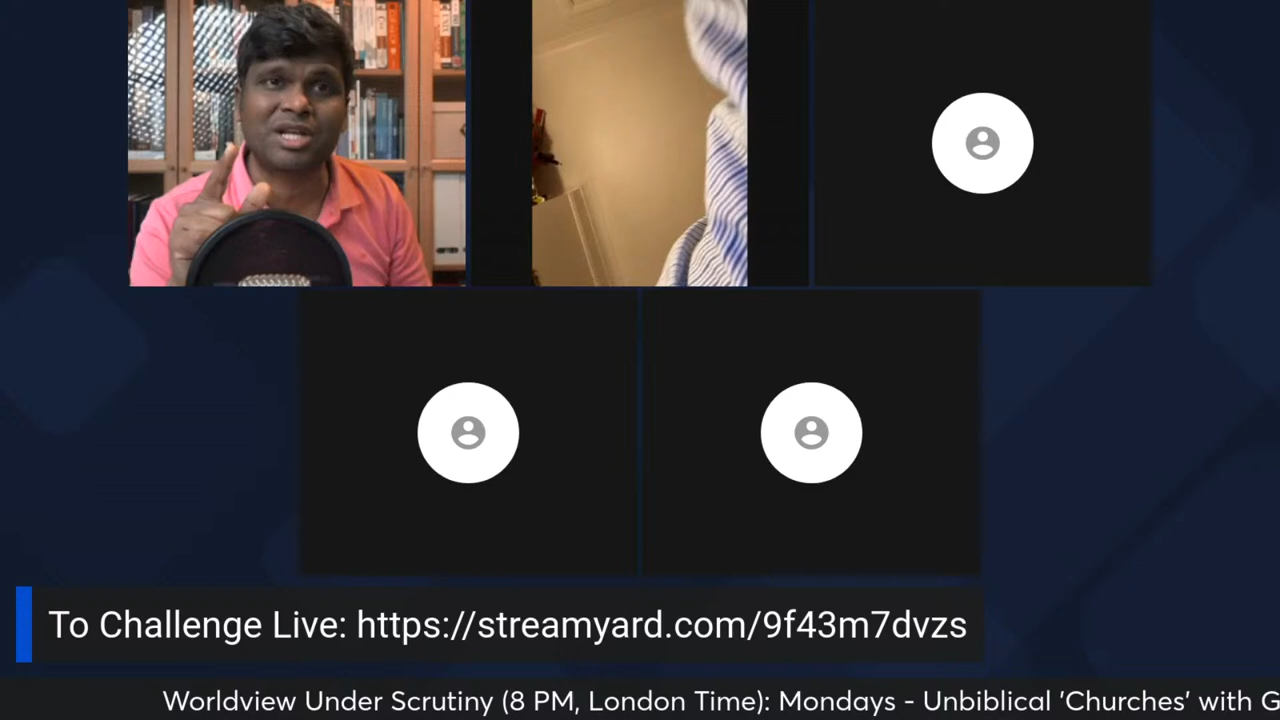 To Challenge Live: https://streamyard.com/9f43m7dvzs
Worldview Under Scrutiny (8 PM, London Time): Mondays - Unbiblical 'Churches' with G